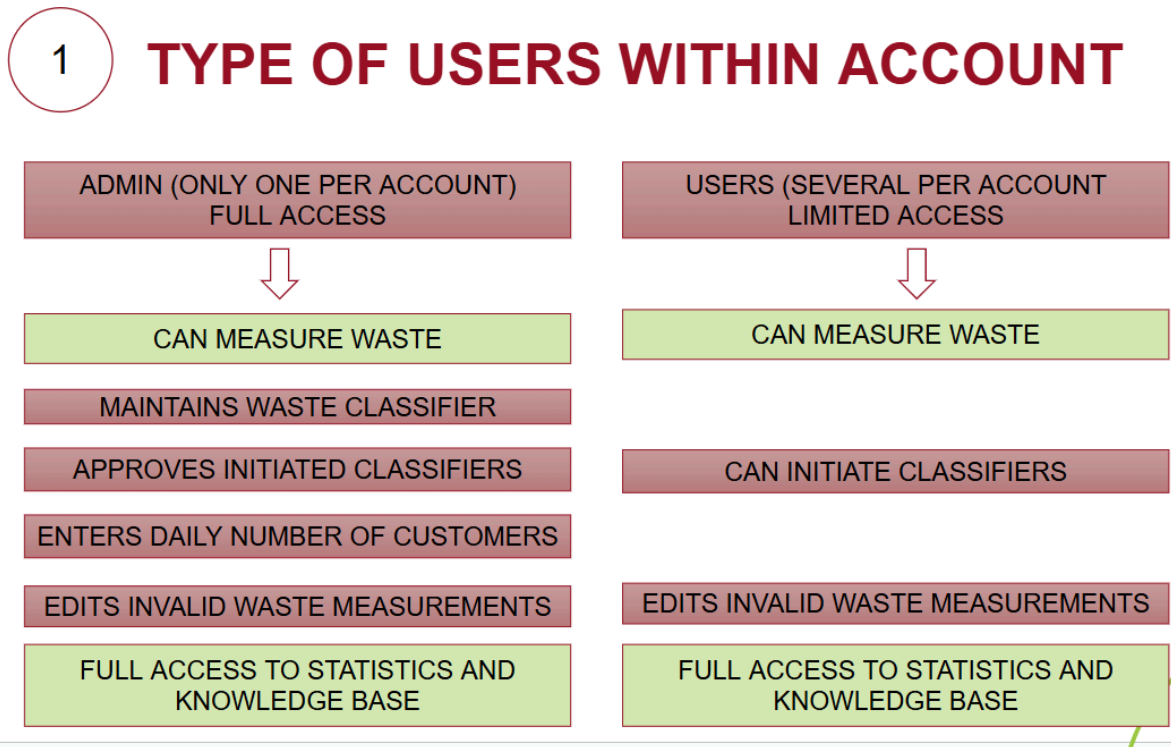 1
TYPE OF USERS WITHIN ACCOUNT
ADMIN (ONLY ONE PER ACCOUNT)
FULL ACCESS
CAN MEASURE WASTE
MAINTAINS WASTE CLASSIFIER
APPROVES INITIATED CLASSIFIERS
ENTERS DAILY NUMBER OF CUSTOMERS
EDITS INVALID WASTE MEASUREMENTS
FULL ACCESS TO STATISTICS AND
KNOWLEDGE BASE
USERS (SEVERAL PER ACCOUNT
LIMITED ACCESS
CAN MEASURE WASTE
CAN INITIATE CLASSIFIERS
EDITS INVALID WASTE MEASUREMENTS
FULL ACCESS TO STATISTICS AND
KNOWLEDGE BASE